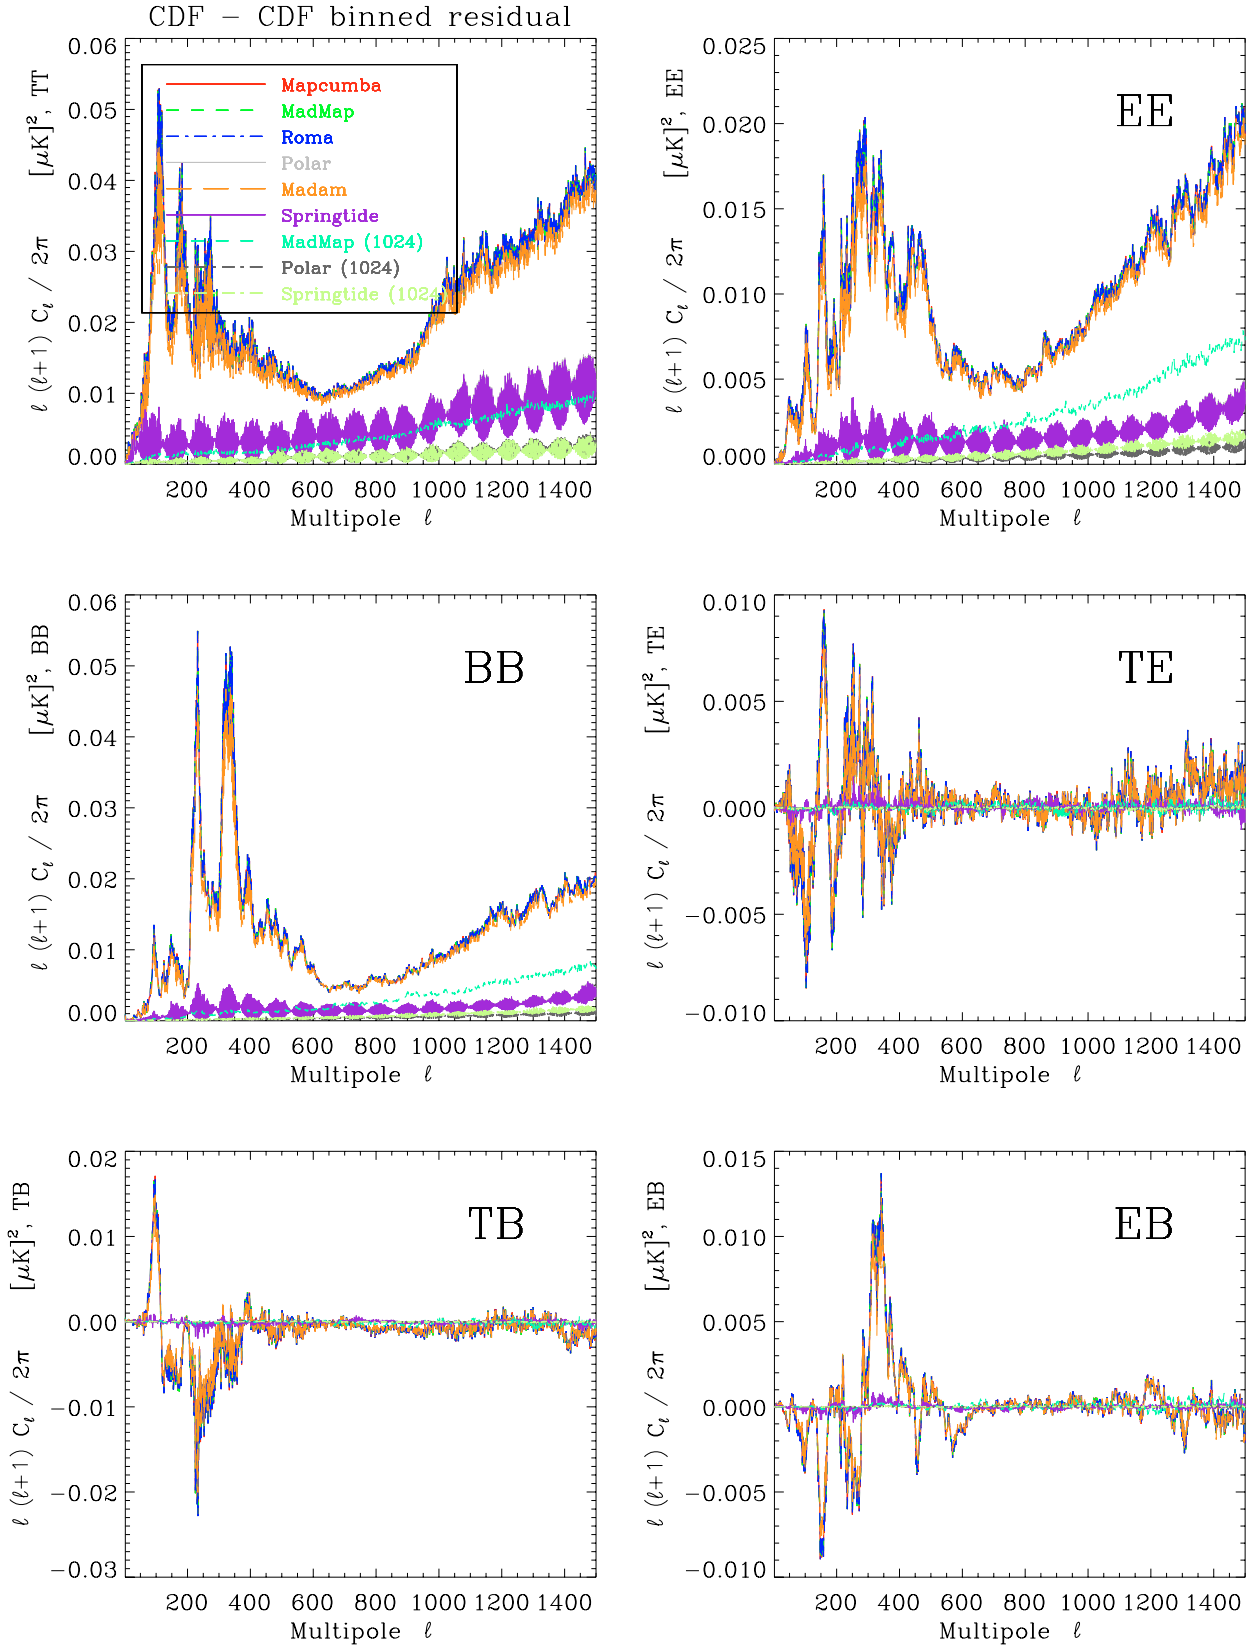 CDF − CDF binned residual
0.06
0.05
0.04
0.03
0.02
0.01
0.00
ℓ (ℓ+1) C_ℓ / 2π [μK]², TT
Mapcumba
MadMap
Roma
Polar
Madam
Springtide
MadMap (1024)
Polar (1024)
Springtide (1024
200 400 600 800 1000 1200 1400
Multipole ℓ
0.025
0.020
0.015
0.010
0.005
0.000
ℓ (ℓ+1) C_ℓ / 2π [μK]², EE
EE
200 400 600 800 1000 1200 1400
Multipole ℓ
0.06
0.05
0.04
0.03
0.02
0.01
0.00
ℓ (ℓ+1) C_ℓ / 2π [μK]², BB
BB
200 400 600 800 1000 1200 1400
Multipole ℓ
0.010
0.005
0.000
−0.005
−0.010
ℓ (ℓ+1) C_ℓ / 2π [μK]², TE
TE
200 400 600 800 1000 1200 1400
Multipole ℓ
0.02
0.01
0.00
−0.01
−0.02
−0.03
ℓ (ℓ+1) C_ℓ / 2π [μK]², TB
TB
200 400 600 800 1000 1200 1400
Multipole ℓ
0.015
0.010
0.005
0.000
−0.005
−0.010
ℓ (ℓ+1) C_ℓ / 2π [μK]², EB
EB
200 400 600 800 1000 1200 1400
Multipole ℓ